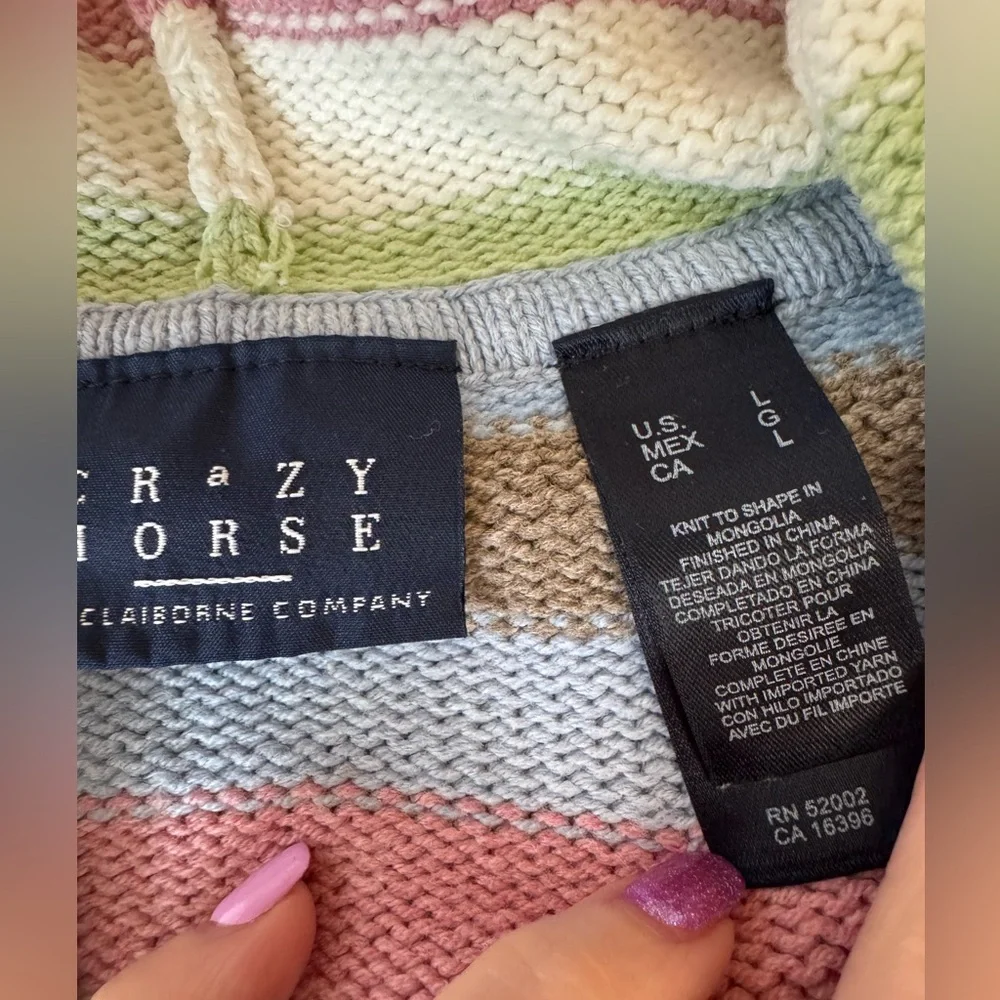 CRaZY
HORSE
CLAIBORNE COMPANY
U.S. L
MEX G
CA L
KNIT TO SHAPE IN
MONGOLIA
FINISHED IN CHINA
TEJER DANDO LA FORMA
DESEADA EN MONGOLIA
COMPLETADO EN CHINA
TRICOTER POUR
OBTENIR LA
FORME DESIREE EN
MONGOLIE
COMPLETE EN CHINE
WITH IMPORTED YARN
CON HILO IMPORTADO
AVEC DU FIL IMPORTE
RN 52002
CA 16396